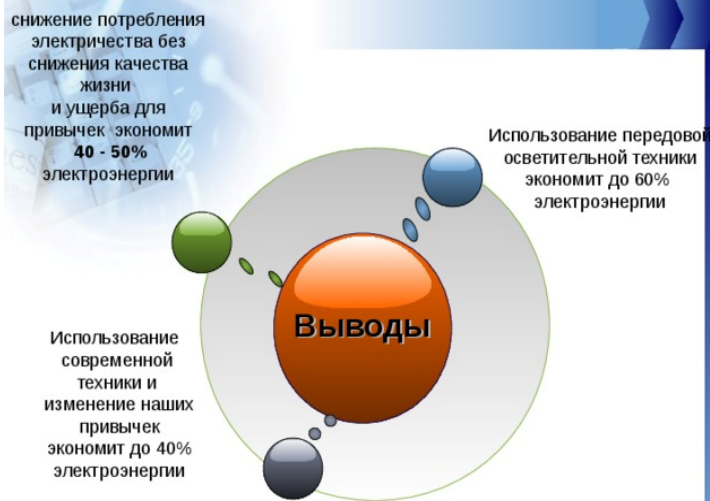 снижение потребления
электричества без
снижения качества
жизни
и ущерба для
привычек экономит
40 - 50%
электроэнергии
Использование передовой
осветительной техники
экономит до 60%
электроэнергии
Выводы
Использование
современной
техники и
изменение наших
привычек
экономит до 40%
электроэнергии